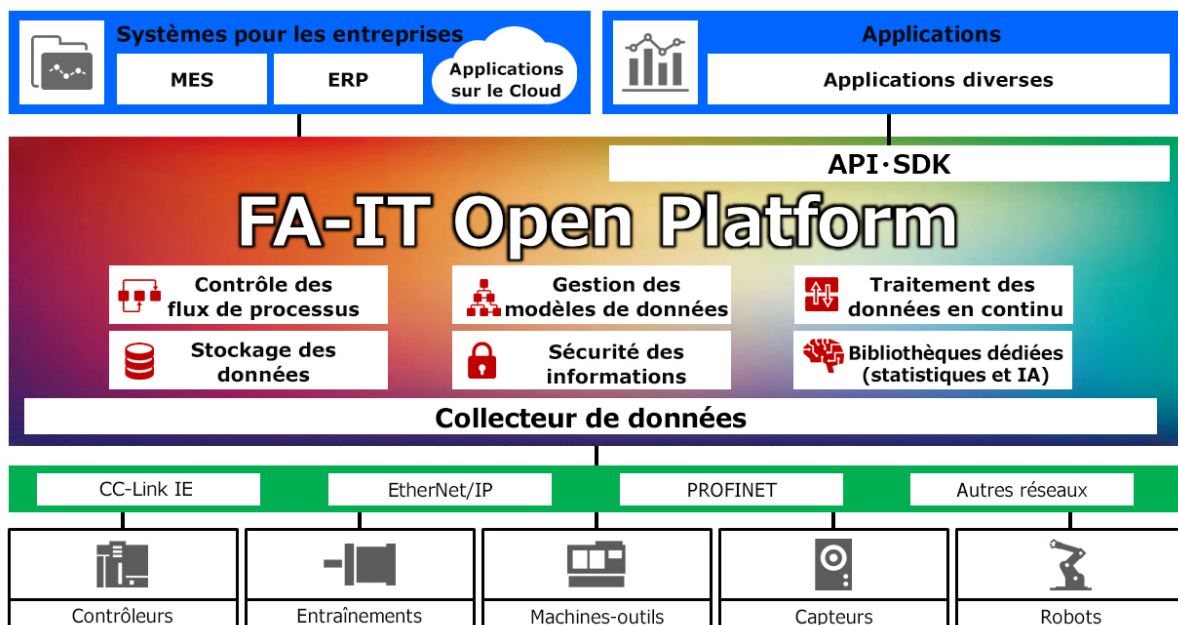 Systèmes pour les entreprises
MES
ERP
Applications
sur le Cloud
Applications
Applications diverses
API·SDK
FA-IT Open Platform
Contrôle des
flux de processus
Gestion des
modèles de données
Traitement des
données en continu
Stockage des
données
Sécurité des
informations
Bibliothèques dédiées
(statistiques et IA)
Collecteur de données
CC-Link IE
EtherNet/IP
PROFINET
Autres réseaux
Contrôleurs
Entraînements
Machines-outils
Capteurs
Robots